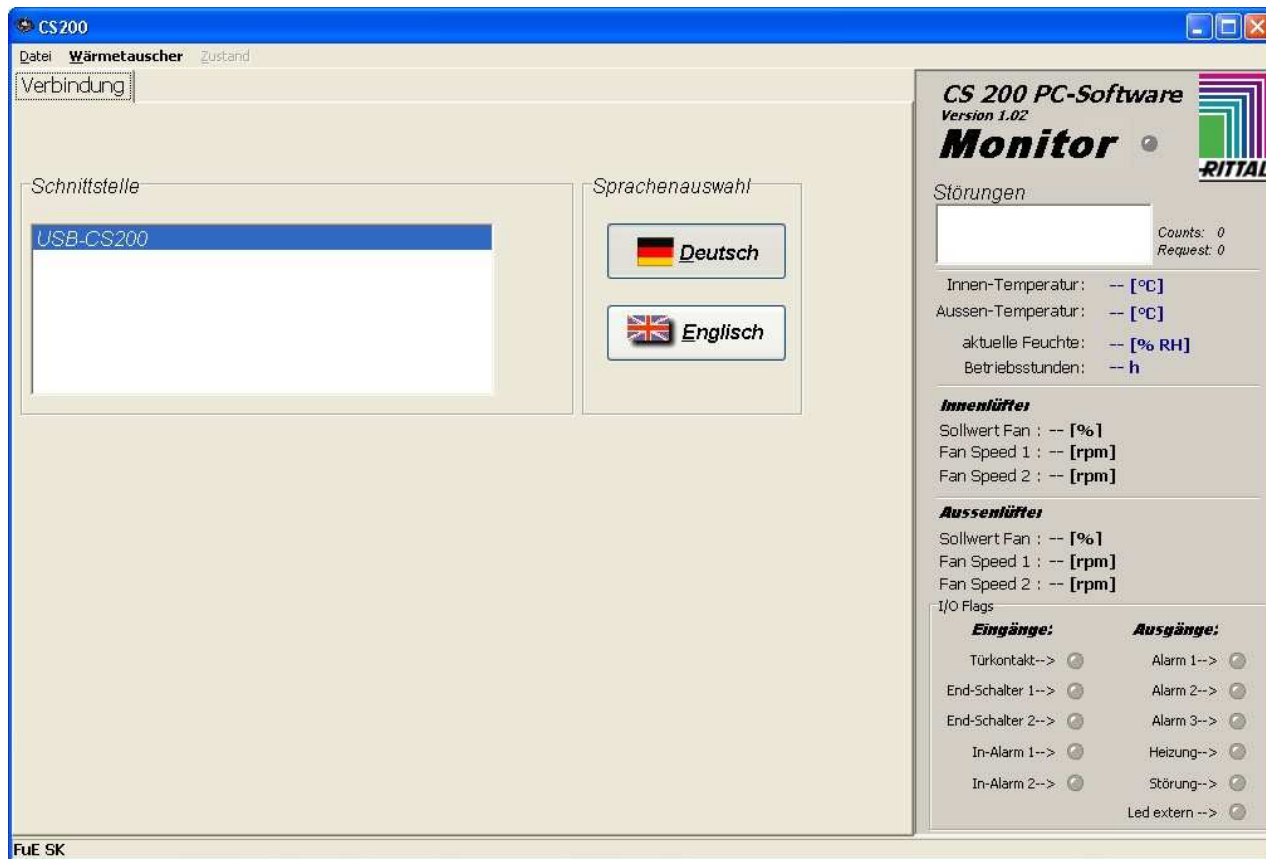 CS200
Datei Wärmetauscher Zustand
Verbindung
Schnittstelle
USB-CS200
Sprachenauswahl
Deutsch
Englisch
CS 200 PC-Software
Version 1.02
Monitor
RITTAL
Störungen
Counts: 0
Request: 0
Innen-Temperatur: -- [°C]
Aussen-Temperatur: -- [°C]
aktuelle Feuchte: -- [% RH]
Betriebsstunden: -- h
Innenlüfter
Sollwert Fan : -- [%]
Fan Speed 1 : -- [rpm]
Fan Speed 2 : -- [rpm]
Aussenlüfter
Sollwert Fan : -- [%]
Fan Speed 1 : -- [rpm]
Fan Speed 2 : -- [rpm]
I/O Flags
Eingänge: Ausgänge:
Türkontakt--> Alarm 1-->
End-Schalter 1--> Alarm 2-->
End-Schalter 2--> Alarm 3-->
In-Alarm 1--> Heizung-->
In-Alarm 2--> Störung-->
Led extern -->
FuE SK